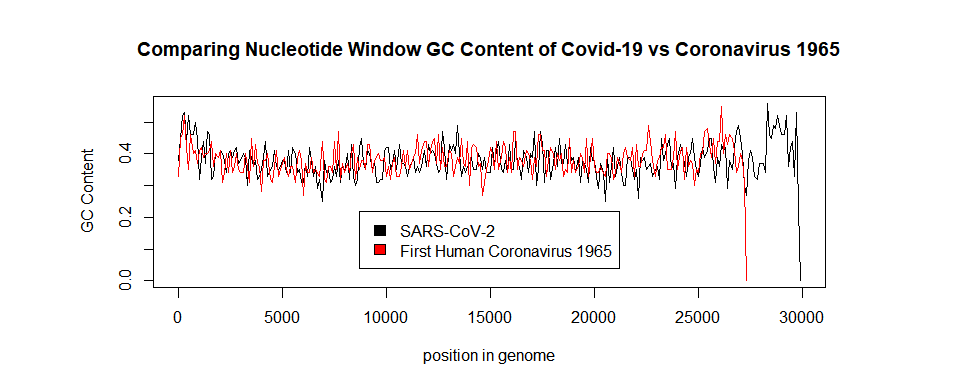 Comparing Nucleotide Window GC Content of Covid-19 vs Coronavirus 1965
GC Content
0.4
0.2
0.0
SARS-CoV-2
First Human Coronavirus 1965
0 5000 10000 15000 20000 25000 30000
position in genome